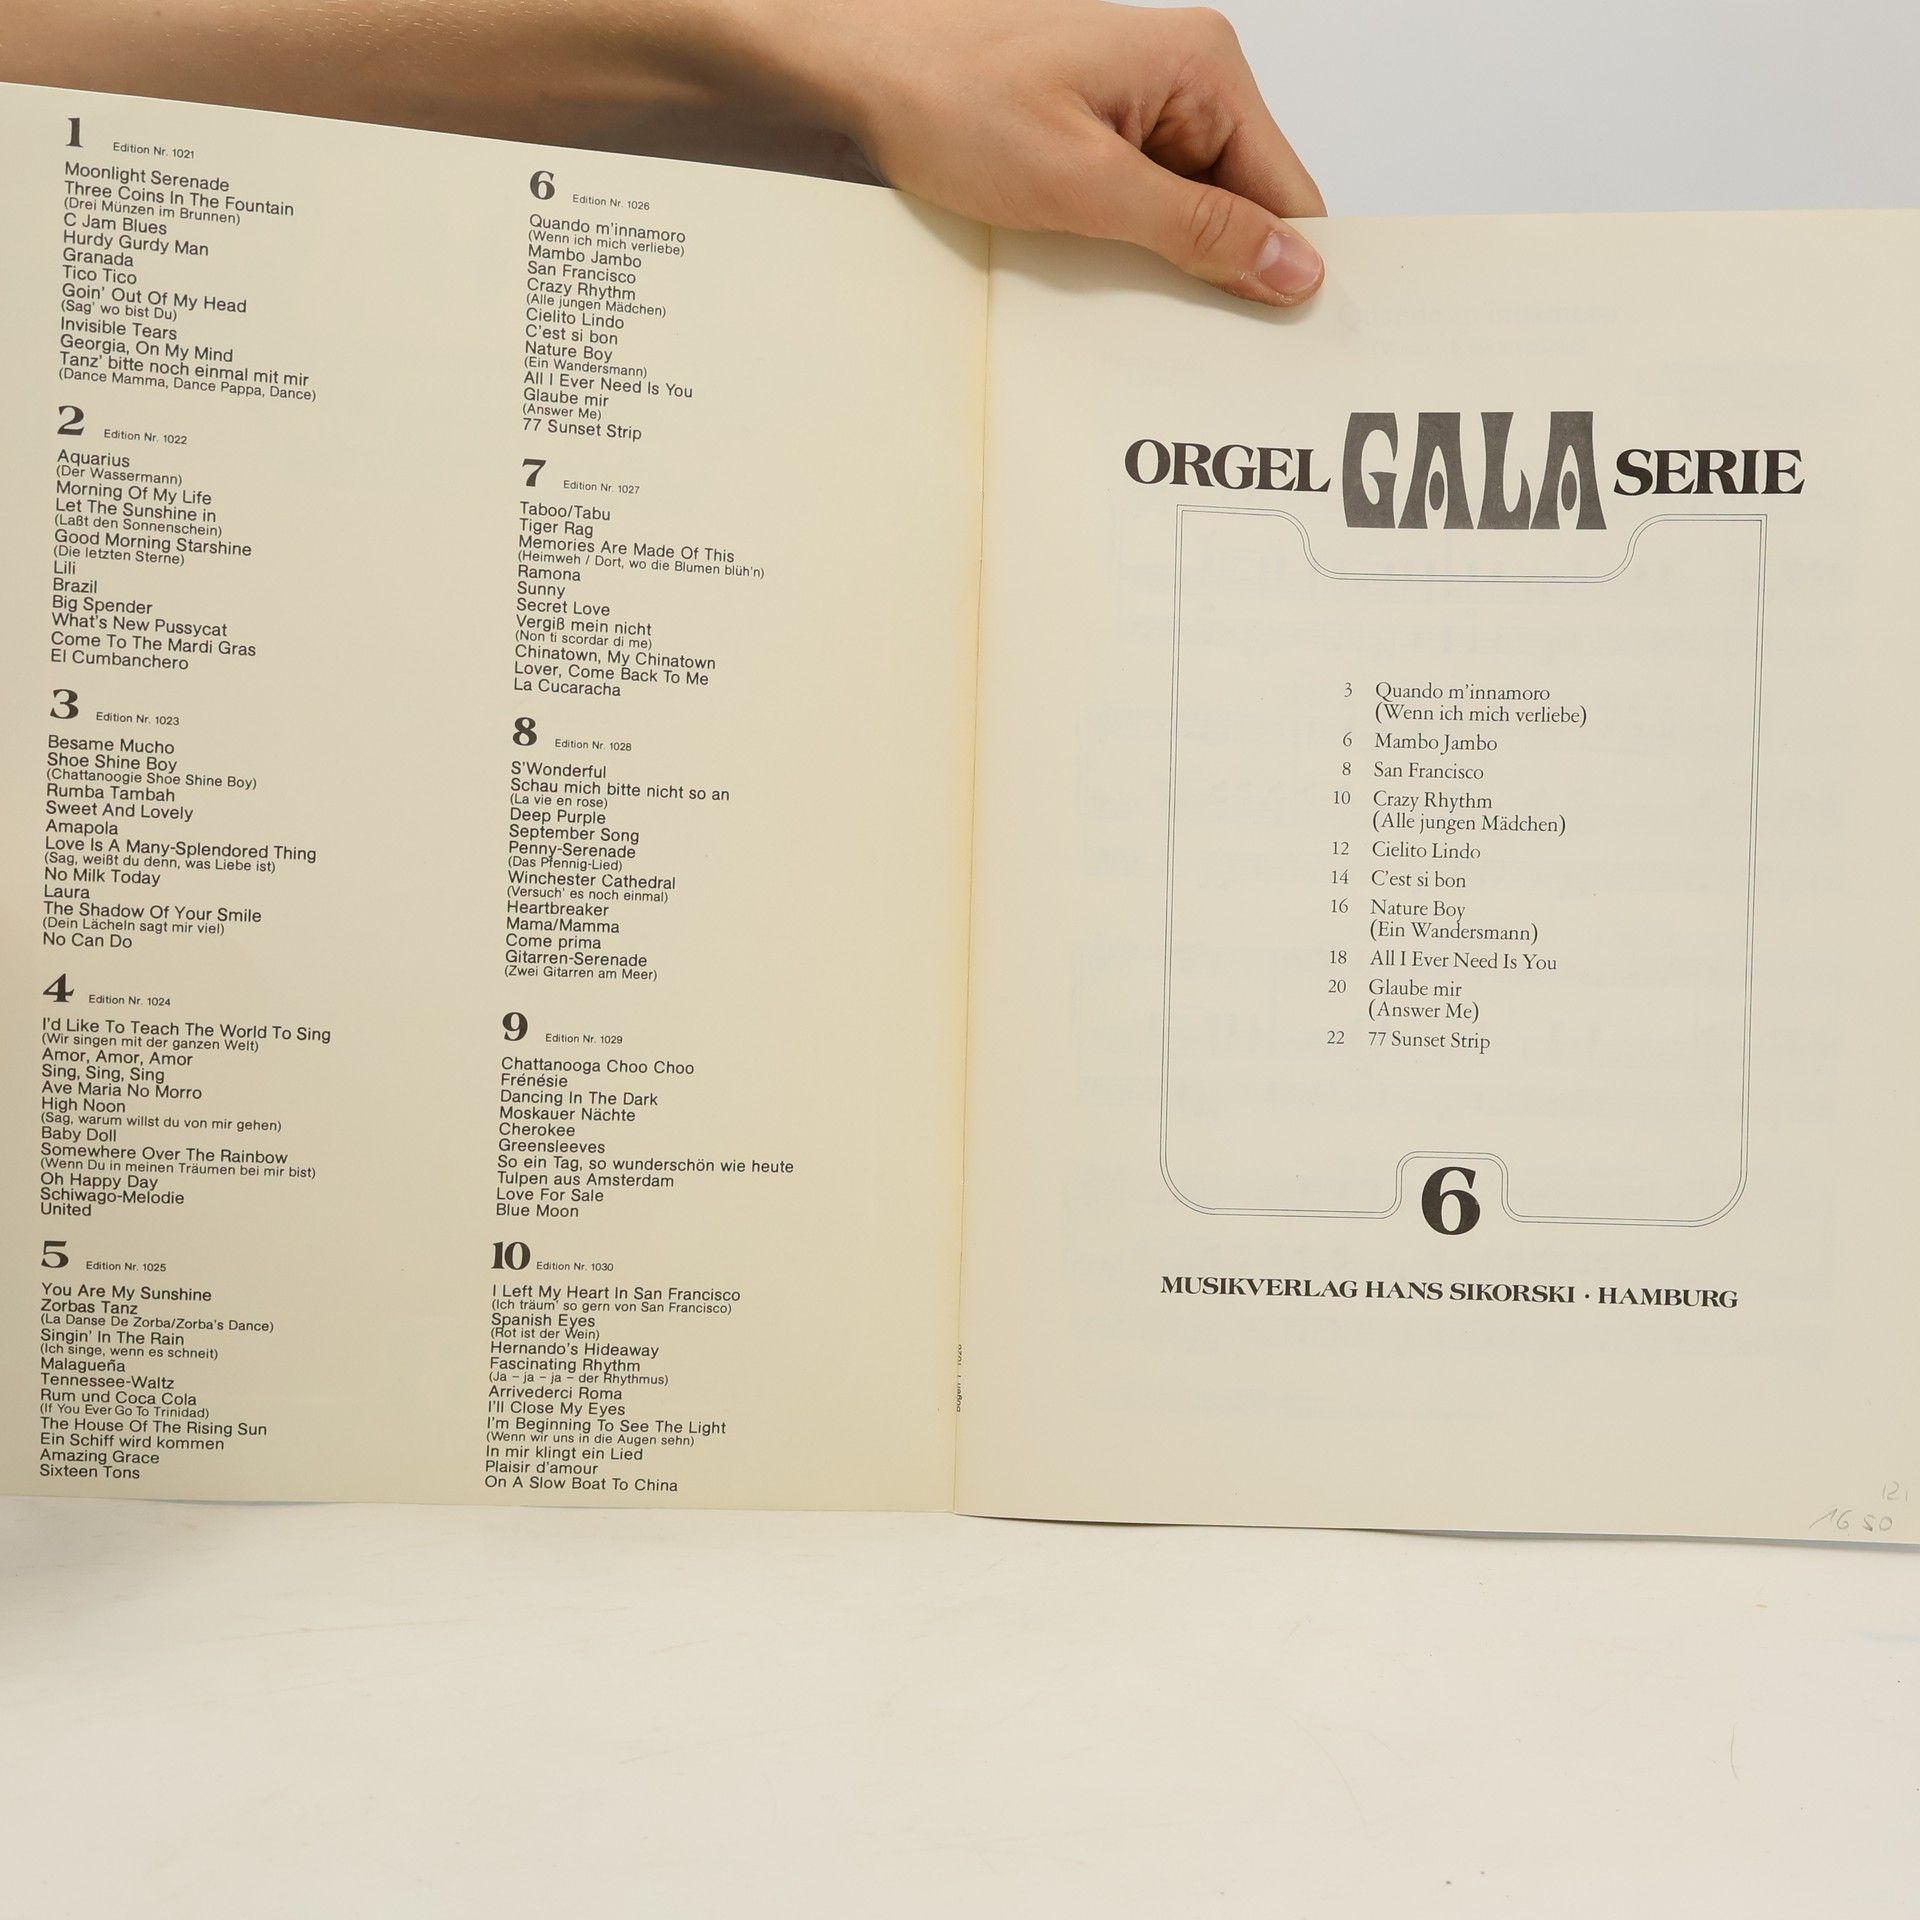 1 Edition Nr. 1021
Moonlight Serenade
Three Coins In The Fountain
(Drei Münzen im Brunnen)
C Jam Blues
Hurdy Gurdy Man
Granada
Tico Tico
Goin' Out Of My Head
(Sag' wo bist Du)
Invisible Tears
Georgia, On My Mind
Tanz' bitte noch einmal mit mir
(Dance Mamma, Dance Pappa, Dance)
2 Edition Nr. 1022
Aquarius
(Der Wassermann)
Morning Of My Life
Let The Sunshine in
(Laßt den Sonnenschein)
Good Morning Starshine
(Die letzten Sterne)
Lili
Brazil
Big Spender
What's New Pussycat
Come To The Mardi Gras
El Cumbanchero
3 Edition Nr. 1023
Besame Mucho
Shoe Shine Boy
(Chattanoogie Shoe Shine Boy)
Rumba Tambah
Sweet And Lovely
Amapola
Love Is A Many-Splendored Thing
(Sag, weißt du denn, was Liebe ist)
No Milk Today
Laura
The Shadow Of Your Smile
(Dein Lächeln sagt mir viel)
No Can Do
4 Edition Nr. 1024
I'd Like To Teach The World To Sing
(Wir singen mit der ganzen Welt)
Amor, Amor, Amor
Sing, Sing, Sing
Ave Maria No Morro
High Noon
(Sag, warum willst du von mir gehen)
Baby Doll
Somewhere Over The Rainbow
(Wenn Du in meinen Träumen bei mir bist)
Oh Happy Day
Schiwago-Melodie
United
5 Edition Nr. 1025
You Are My Sunshine
Zorbas Tanz
(La Danse De Zorba/Zorba's Dance)
Singin' In The Rain
(Ich singe, wenn es schneit)
Malagueña
Tennessee-Waltz
Rum und Coca Cola
(If You Ever Go To Trinidad)
The House Of The Rising Sun
Ein Schiff wird kommen
Amazing Grace
Sixteen Tons
6 Edition Nr. 1026
Quando m'innamoro
(Wenn ich mich verliebe)
Mambo Jambo
San Francisco
Crazy Rhythm
(Alle jungen Mädchen)
Cielito Lindo
C'est si bon
Nature Boy
(Ein Wandersmann)
All I Ever Need Is You
Glaube mir
(Answer Me)
77 Sunset Strip
7 Edition Nr. 1027
Taboo/Tabu
Tiger Rag
Memories Are Made Of This
(Heimweh / Dort, wo die Blumen blüh'n)
Ramona
Sunny
Secret Love
Vergiß mein nicht
(Non ti scordar di me)
Chinatown, My Chinatown
Lover, Come Back To Me
La Cucaracha
8 Edition Nr. 1028
S'Wonderful
Schau mich bitte nicht so an
(La vie en rose)
Deep Purple
September Song
Penny-Serenade
(Das Pfennig-Lied)
Winchester Cathedral
(Versuch' es noch einmal)
Heartbreaker
Mama/Mamma
Come prima
Gitarren-Serenade
(Zwei Gitarren am Meer)
9 Edition Nr. 1029
Chattanooga Choo Choo
Frénésie
Dancing In The Dark
Moskauer Nächte
Cherokee
Greensleeves
So ein Tag, so wunderschön wie heute
Tulpen aus Amsterdam
Love For Sale
Blue Moon
10 Edition Nr. 1030
I Left My Heart In San Francisco
(Ich träum' so gern von San Francisco)
Spanish Eyes
(Rot ist der Wein)
Hernando's Hideaway
Fascinating Rhythm
(Ja – ja – ja – der Rhythmus)
Arrivederci Roma
I'll Close My Eyes
I'm Beginning To See The Light
(Wenn wir uns in die Augen sehn)
In mir klingt ein Lied
Plaisir d'amour
On A Slow Boat To China
ORGEL GALA SERIE
3 Quando m'innamoro
(Wenn ich mich verliebe)
6 Mambo Jambo
8 San Francisco
10 Crazy Rhythm
(Alle jungen Mädchen)
12 Cielito Lindo
14 C'est si bon
16 Nature Boy
(Ein Wandersmann)
18 All I Ever Need Is You
20 Glaube mir
(Answer Me)
22 77 Sunset Strip
6
MUSIKVERLAG HANS SIKORSKI · HAMBURG
16.50